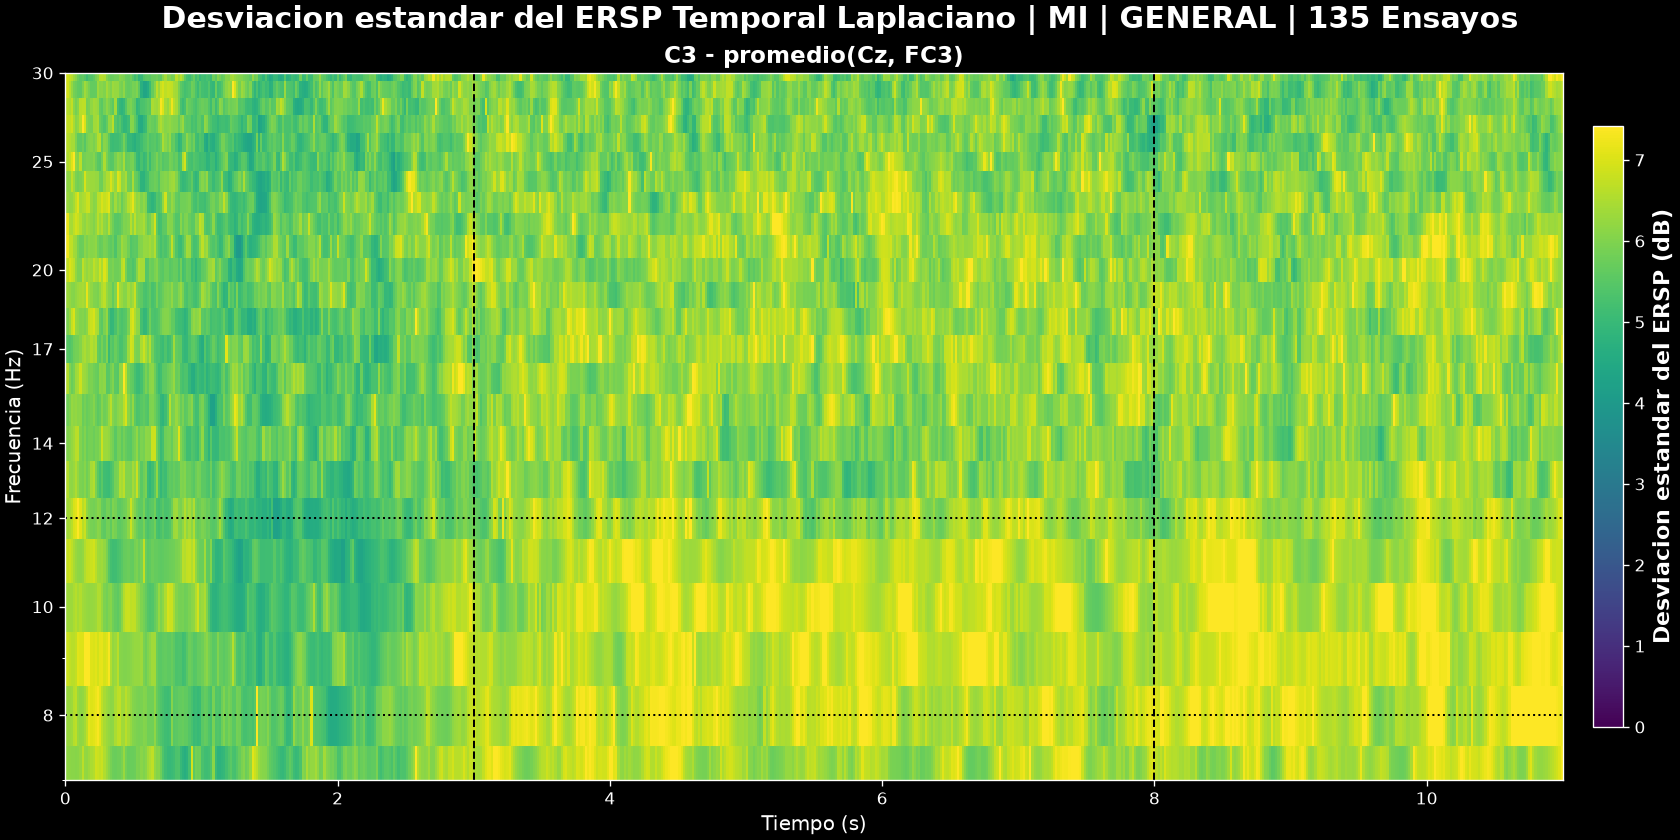 Desviacion estandar del ERSP Temporal Laplaciano | MI | GENERAL | 135 Ensayos
C3 - promedio(Cz, FC3)
30
25
20
17
14
12
10
8
Frecuencia (Hz)
0 2 4 6 8 10
Tiempo (s)
7
6
5
4
3
2
1
0
Desviacion estandar del ERSP (dB)